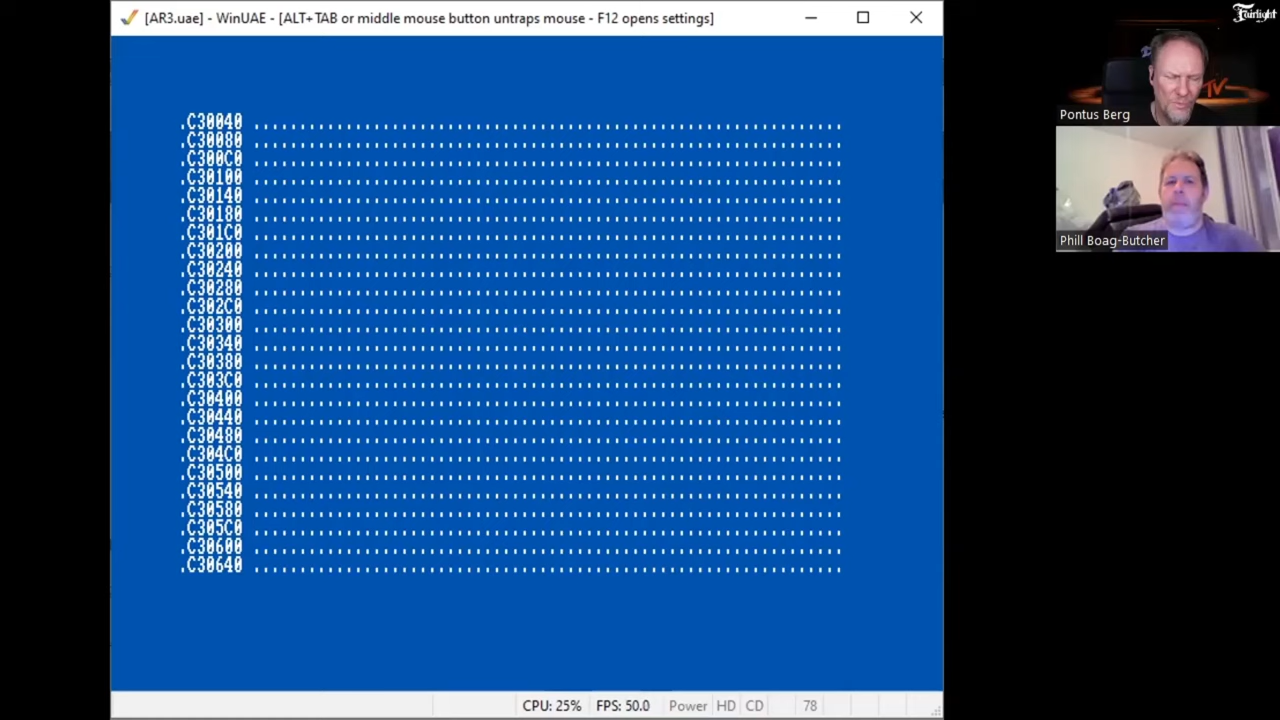 [AR3.uae] - WinUAE - [ALT+TAB or middle mouse button untraps mouse - F12 opens settings]
Fairlight
TV
Pontus Berg
Phill Boag-Butcher
.C30040 ................................................................
.C30080 ................................................................
.C300C0 ................................................................
.C30100 ................................................................
.C30140 ................................................................
.C30180 ................................................................
.C301C0 ................................................................
.C30200 ................................................................
.C30240 ................................................................
.C30280 ................................................................
.C302C0 ................................................................
.C30300 ................................................................
.C30340 ................................................................
.C30380 ................................................................
.C303C0 ................................................................
.C30400 ................................................................
.C30440 ................................................................
.C30480 ................................................................
.C304C0 ................................................................
.C30500 ................................................................
.C30540 ................................................................
.C30580 ................................................................
.C305C0 ................................................................
.C30600 ................................................................
.C30640 ................................................................
CPU: 25% FPS: 50.0 Power HD CD 78